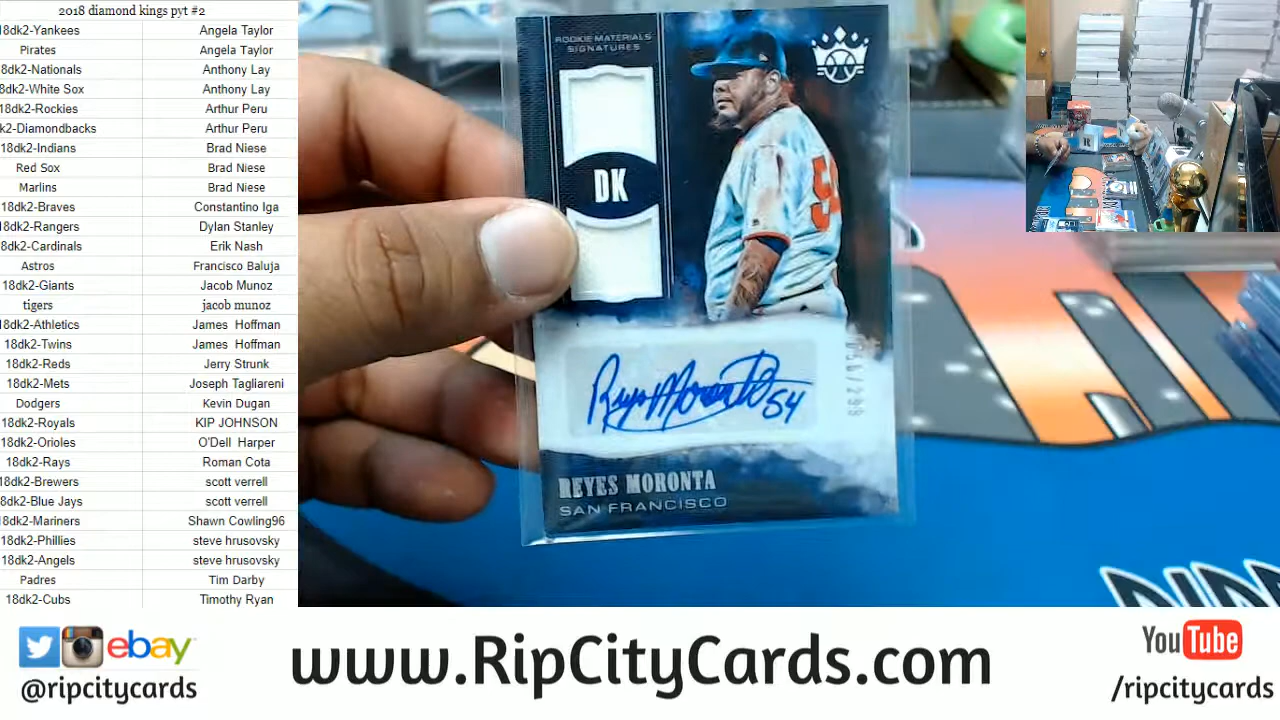 2018 diamond kings pyt #2
18dk2-Yankees Angela Taylor
Pirates Angela Taylor
8dk2-Nationals Anthony Lay
8dk2-White Sox Anthony Lay
18dk2-Rockies Arthur Peru
k2-Diamondbacks Arthur Peru
18dk2-Indians Brad Niese
Red Sox Brad Niese
Marlins Brad Niese
18dk2-Braves Constantino Iga
18dk2-Rangers Dylan Stanley
8dk2-Cardinals Erik Nash
Astros Francisco Baluja
18dk2-Giants Jacob Munoz
tigers jacob munoz
18dk2-Athletics James Hoffman
18dk2-Twins James Hoffman
18dk2-Reds Jerry Strunk
18dk2-Mets Joseph Tagliareni
Dodgers Kevin Dugan
18dk2-Royals KIP JOHNSON
18dk2-Orioles O'Dell Harper
18dk2-Rays Roman Cota
18dk2-Brewers scott verrell
8dk2-Blue Jays scott verrell
8dk2-Mariners Shawn Cowling96
18dk2-Phillies steve hrusovsky
18dk2-Angels steve hrusovsky
Padres Tim Darby
18dk2-Cubs Timothy Ryan
ROOKIE MATERIALS
SIGNATURES
DK
Reyes Moronta 54
REYES MORONTA
SAN FRANCISCO
ebay
@ripcitycards
www.RipCityCards.com
YouTube
/ripcitycards